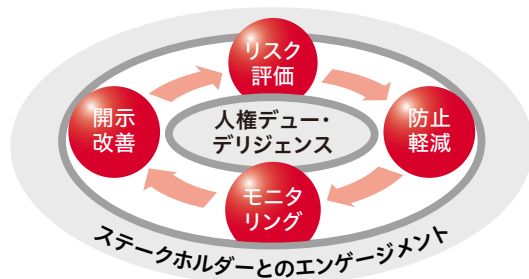 リスク
評価
開示
改善
人権デュー・
デリジェンス
防止
軽減
モニタ
リング
ステークホルダーとのエンゲージメント